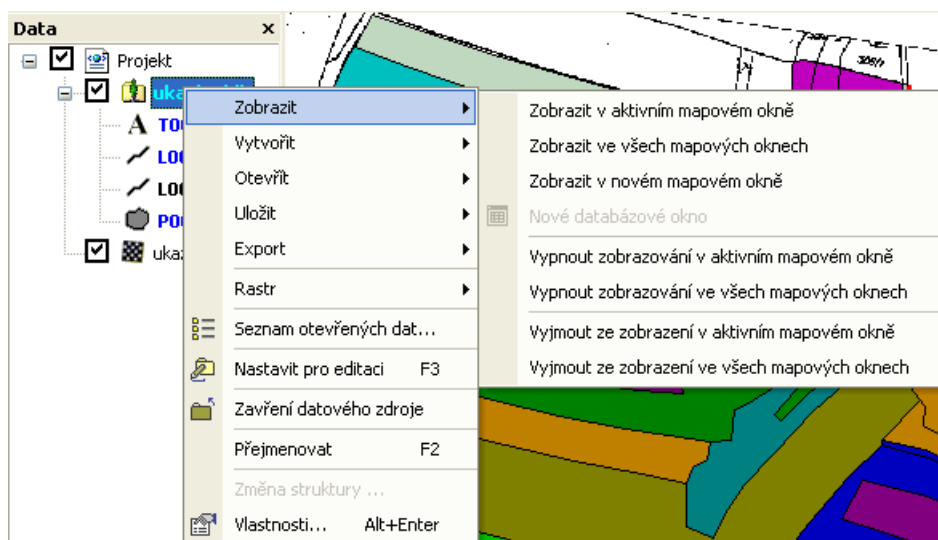 Data x
Projekt
Zobrazit
Vytvořit
Otevřít
Uložit
Export
Rastr
Seznam otevřených dat...
Nastavit pro editaci F3
Zavření datového zdroje
Přejmenovat F2
Změna struktury ...
Vlastnosti... Alt+Enter
Zobrazit v aktivním mapovém okně
Zobrazit ve všech mapových oknech
Zobrazit v novém mapovém okně
Nové databázové okno
Vypnout zobrazování v aktivním mapovém okně
Vypnout zobrazování ve všech mapových oknech
Vyjmout ze zobrazení v aktivním mapovém okně
Vyjmout ze zobrazení ve všech mapových oknech